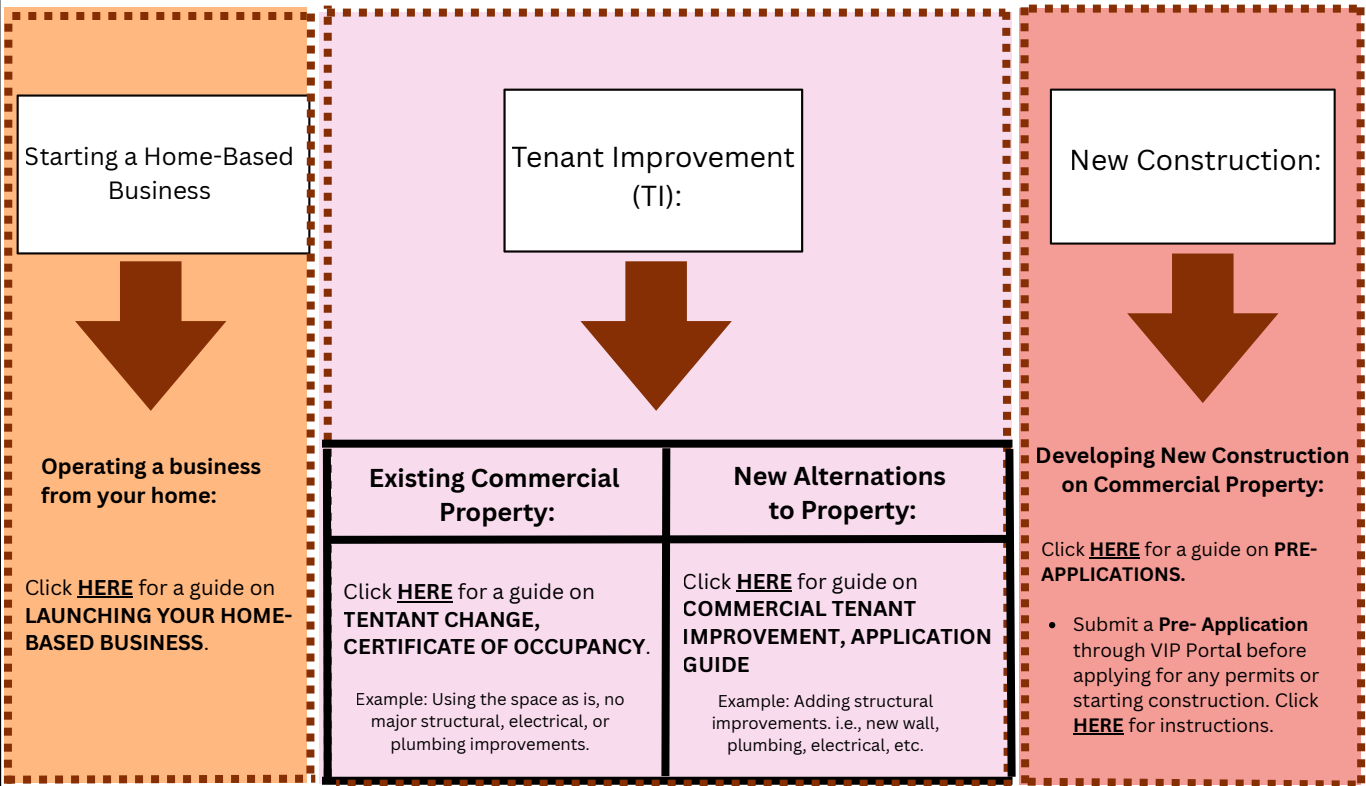 Starting a Home-Based
Business
Operating a business
from your home:
Click HERE for a guide on
LAUNCHING YOUR HOME-
BASED BUSINESS.
Tenant Improvement
(TI):
Existing Commercial
Property:
Click HERE for a guide on
TENTANT CHANGE,
CERTIFICATE OF OCCUPANCY.
Example: Using the space as is, no
major structural, electrical, or
plumbing improvements.
New Alternations
to Property:
Click HERE for guide on
COMMERCIAL TENANT
IMPROVEMENT, APPLICATION
GUIDE
Example: Adding structural
improvements. i.e., new wall,
plumbing, electrical, etc.
New Construction:
Developing New Construction
on Commercial Property:
Click HERE for a guide on PRE-
APPLICATIONS.
• Submit a Pre- Application
through VIP Portal before
applying for any permits or
starting construction. Click
HERE for instructions.